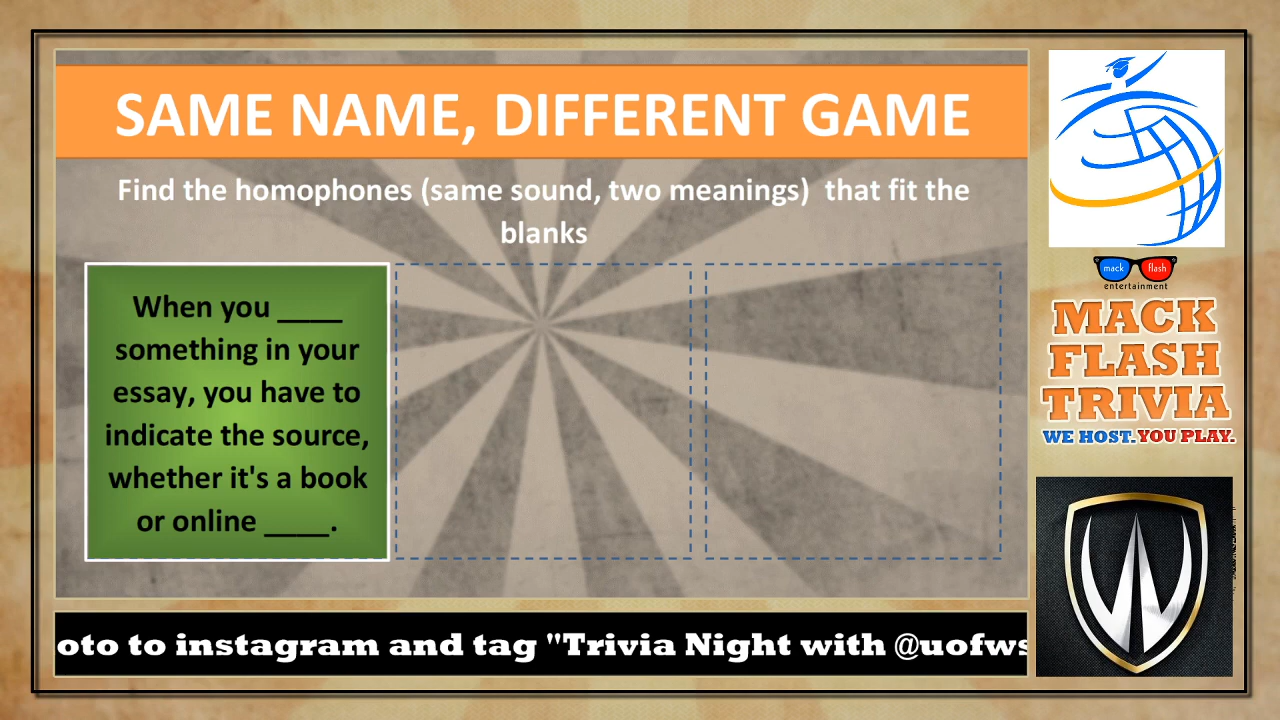 SAME NAME, DIFFERENT GAME
Find the homophones (same sound, two meanings) that fit the
blanks
When you ____
something in your
essay, you have to
indicate the source,
whether it's a book
or online ____.
mack flash
entertainment
MACK
FLASH
TRIVIA
WE HOST. YOU PLAY.
oto to instagram and tag "Trivia Night with @uofws